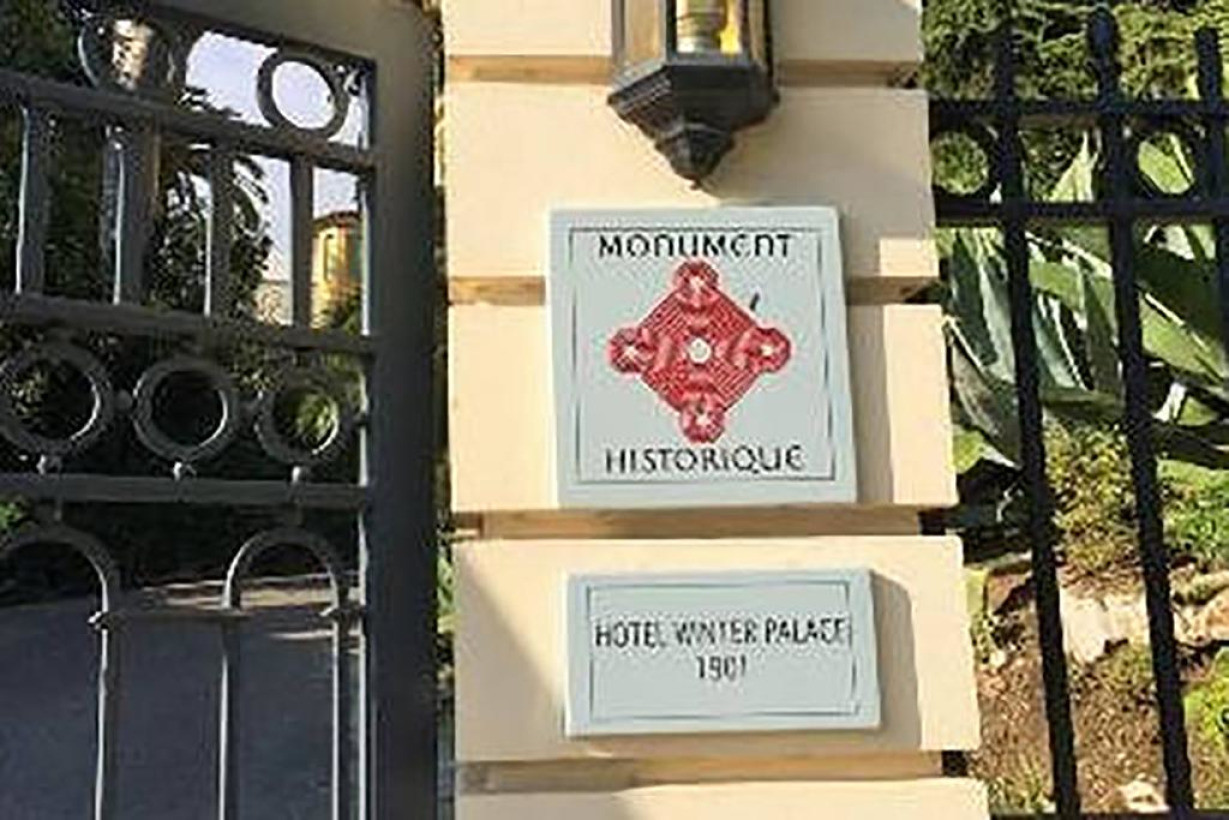 MONUMENT
HISTORIQUE
HOTEL WINTER PALACE
1901